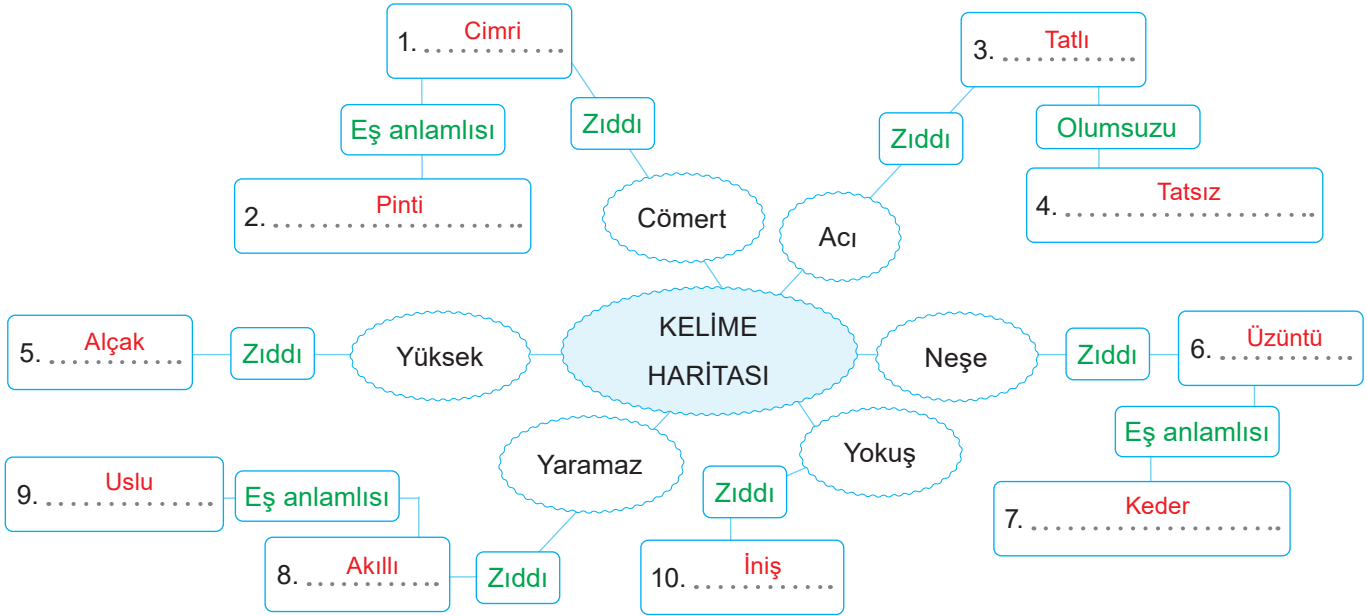 1. Cimri
3. Tatlı
Eş anlamlısı
Zıddı
Zıddı
Olumsuzu
2. Pinti
Cömert
Acı
4. Tatsız
5. Alçak
Zıddı
Yüksek
KELİME
HARİTASI
Neşe
Zıddı
6. Üzüntü
Eş anlamlısı
Yaramaz
Yokuş
9. Uslu
Eş anlamlısı
Zıddı
7. Keder
8. Akıllı
Zıddı
10. İniş